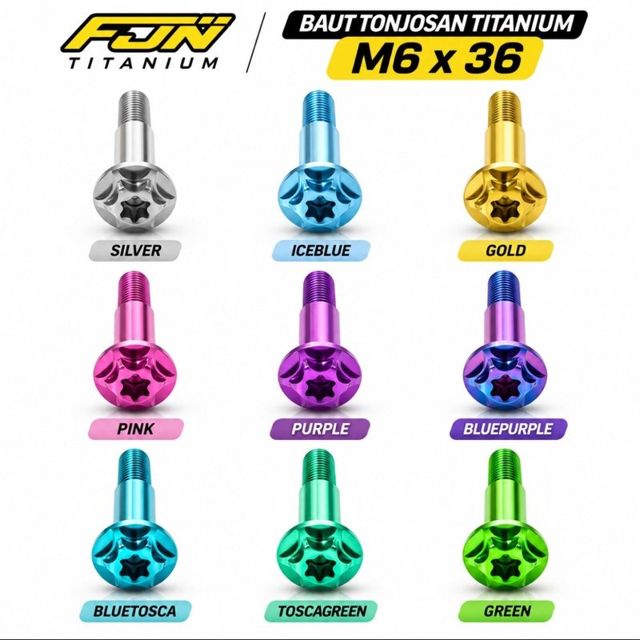 FJN
TITANIUM
BAUT TONJOSAN TITANIUM
M6 x 36
SILVER
ICEBLUE
GOLD
PINK
PURPLE
BLUEPURPLE
BLUETOSCA
TOSCAGREEN
GREEN